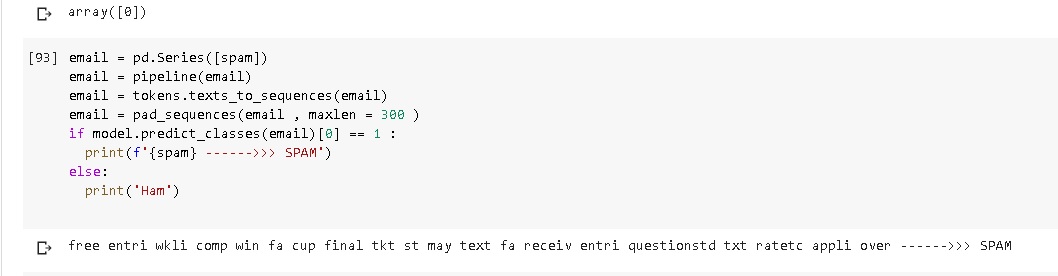 array([0])
[93] email = pd.Series([spam])
email = pipeline(email)
email = tokens.texts_to_sequences(email)
email = pad_sequences(email , maxlen = 300 )
if model.predict_classes(email)[0] == 1 :
  print(f'{spam} ------>>> SPAM')
else:
  print('Ham')
free entri wkli comp win fa cup final tkt st may text fa receiv entri questionstd txt ratetc appli over ------>>> SPAM